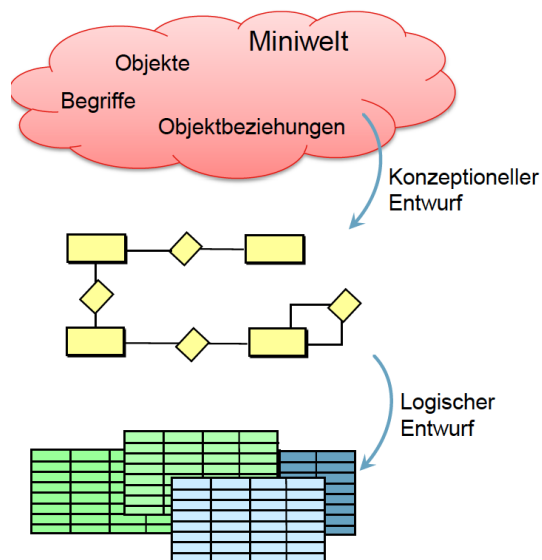 Miniwelt
Objekte
Begriffe
Objektbeziehungen
Konzeptioneller
Entwurf
Logischer
Entwurf